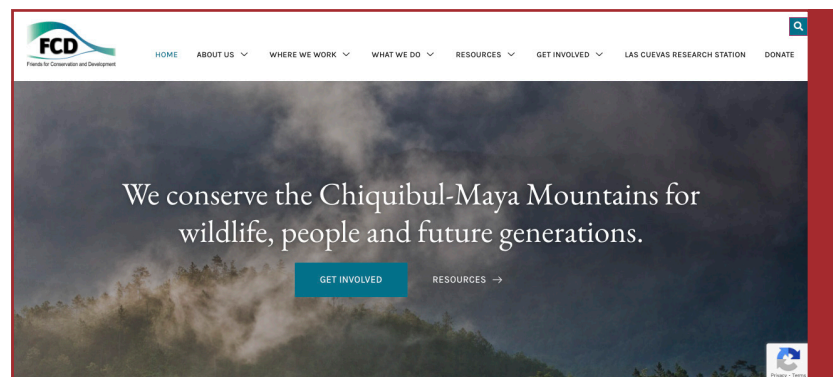 FCD
Friends for Conservation and Development
HOME ABOUT US WHERE WE WORK WHAT WE DO RESOURCES GET INVOLVED LAS CUEVAS RESEARCH STATION DONATE
We conserve the Chiquibul-Maya Mountains for
wildlife, people and future generations.
GET INVOLVED RESOURCES →
Privacy - Terms